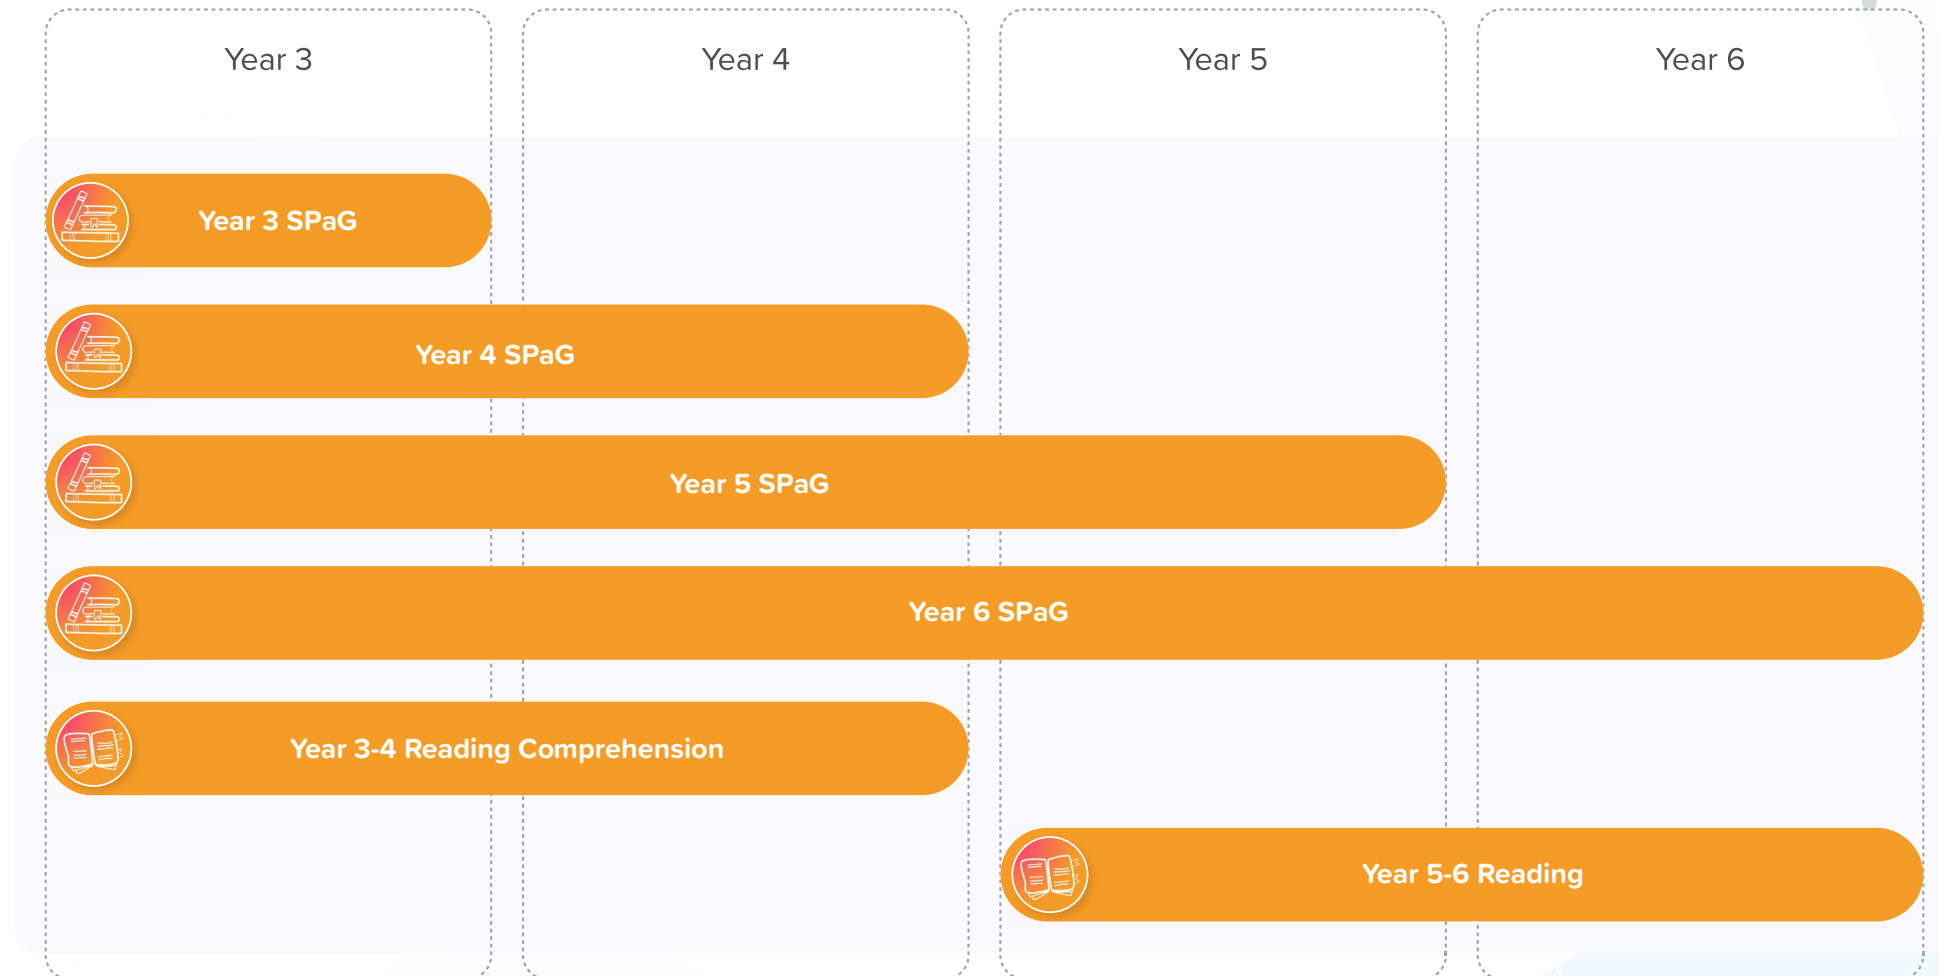 Year 3
Year 4
Year 5
Year 6
Year 3 SPaG
Year 4 SPaG
Year 5 SPaG
Year 6 SPaG
Year 3-4 Reading Comprehension
Year 5-6 Reading